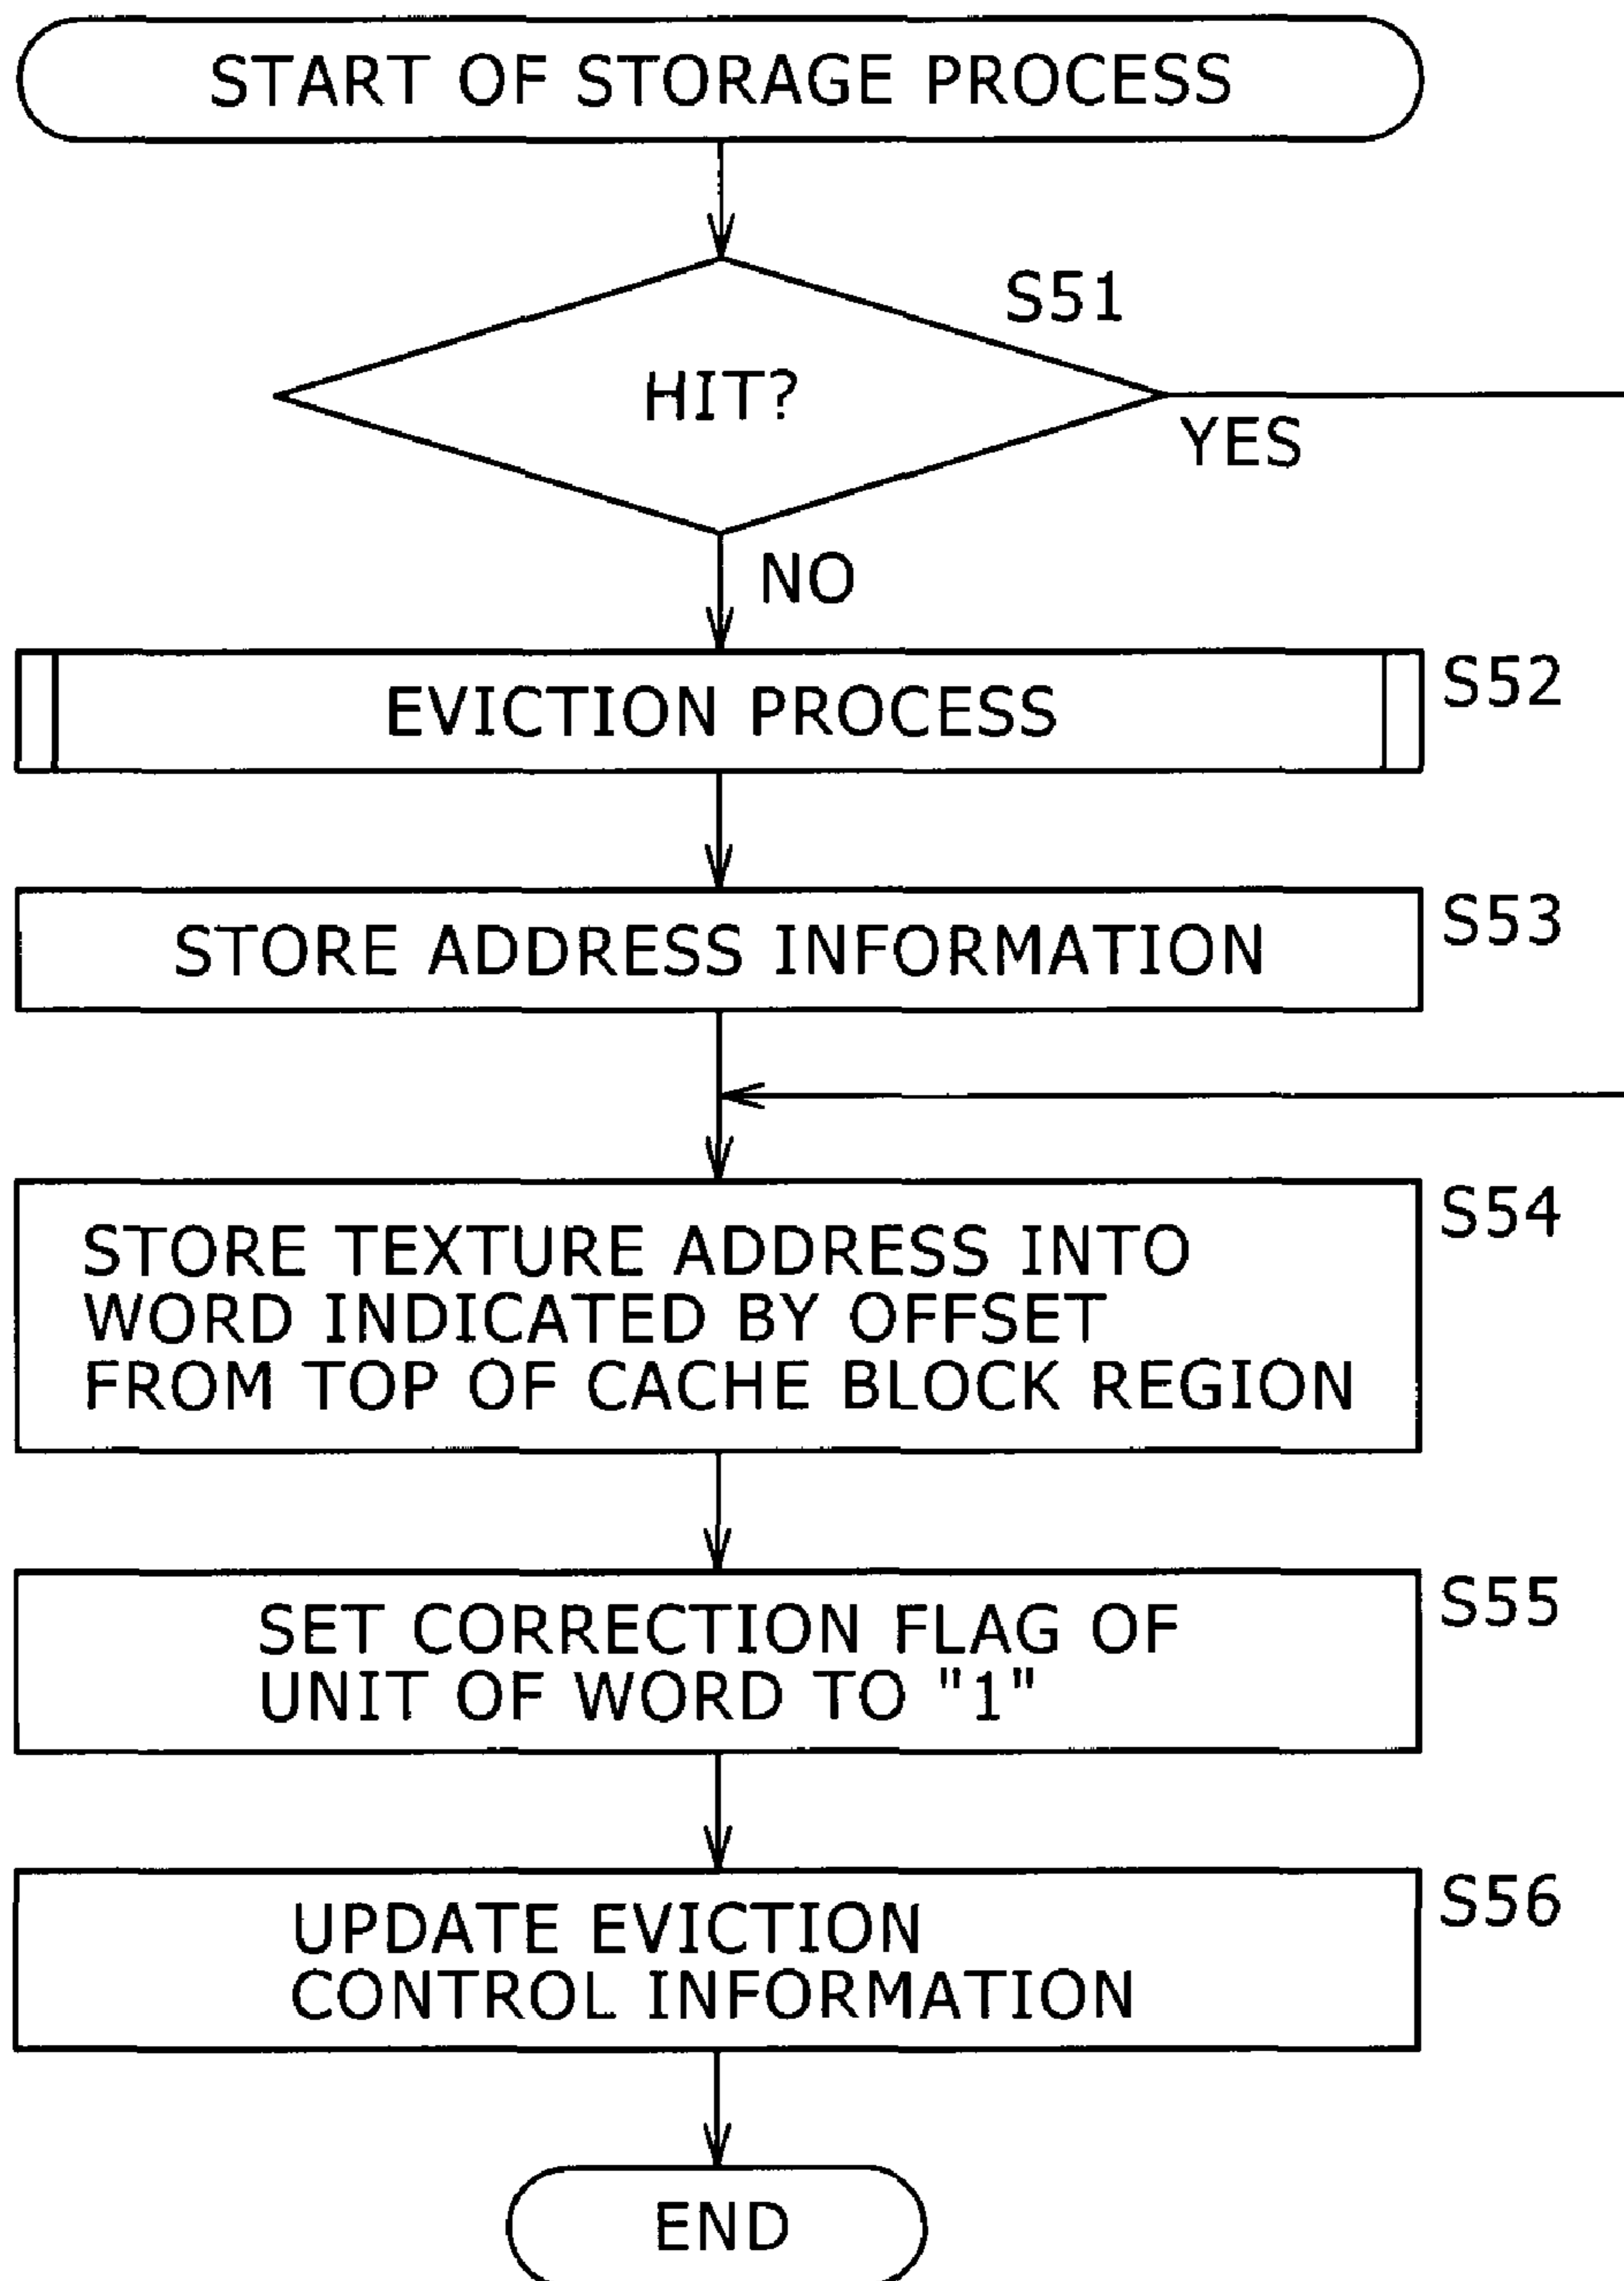 START OF STORAGE PROCESS
S51
HIT?
YES
NO
EVICTION PROCESS
S52
STORE ADDRESS INFORMATION
S53
STORE TEXTURE ADDRESS INTO
WORD INDICATED BY OFFSET
FROM TOP OF CACHE BLOCK REGION
S54
SET CORRECTION FLAG OF
UNIT OF WORD TO "1"
S55
UPDATE EVICTION
CONTROL INFORMATION
S56
END